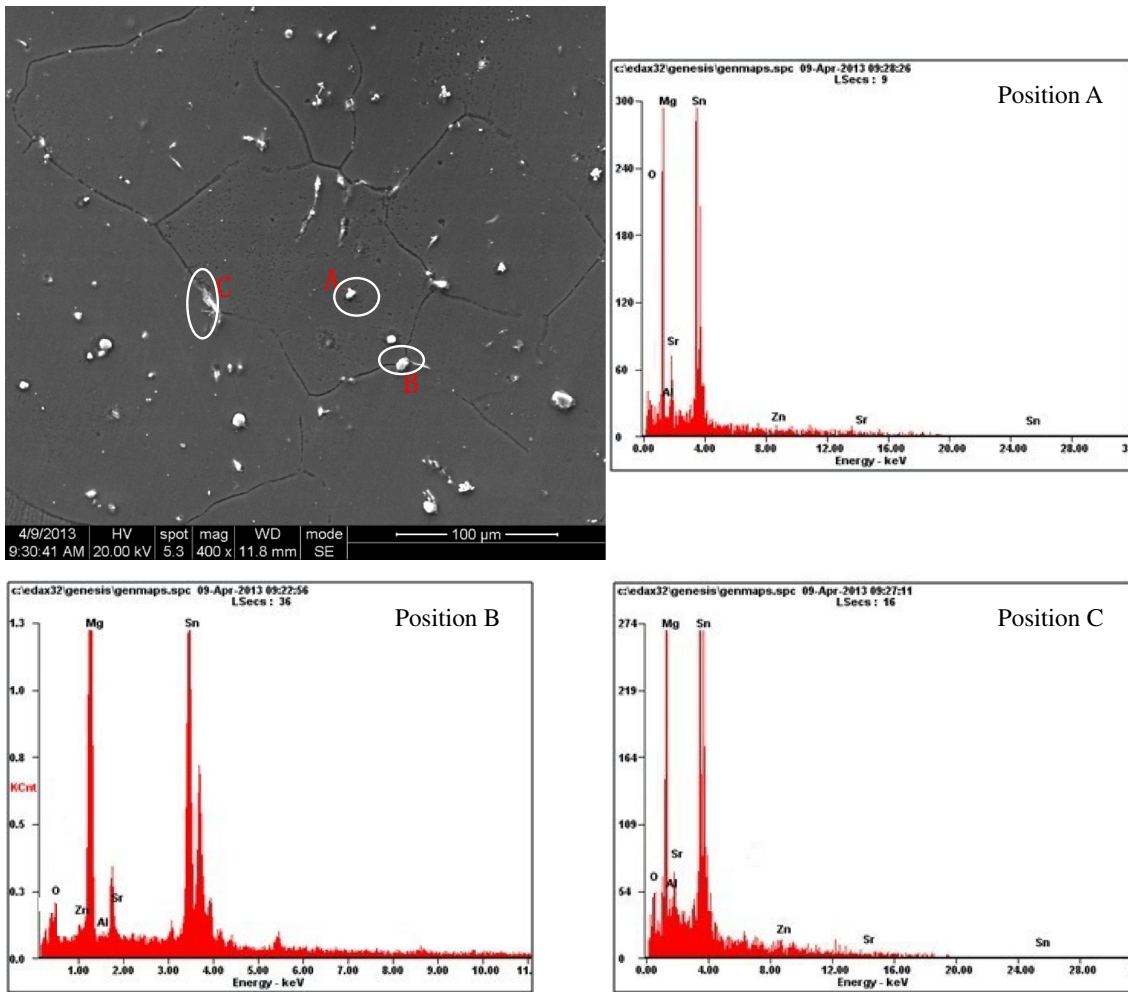 C
A
B
4/9/2013 HV spot mag WD mode
9:30:41 AM 20.00 kV 5.3 400 x 11.8 mm SE
100 µm
c:\edax32\genesis\genmaps.spc 09-Apr-2013 09:28:26
LSecs : 9
Position A
300
240
180
120
60
0
Mg
Sn
O
Sr
Al
Zn
Sr
Sn
0.00 4.00 8.00 12.00 16.00 20.00 24.00 28.00
Energy - keV
c:\edax32\genesis\genmaps.spc 09-Apr-2013 09:22:56
LSecs : 36
Position B
1.3
1.0
0.8
KCnt
0.5
0.3
0.0
Mg
Sn
O
Zn
Al
Sr
1.00 2.00 3.00 4.00 5.00 6.00 7.00 8.00 9.00 10.00 11.
Energy - keV
c:\edax32\genesis\genmaps.spc 09-Apr-2013 09:27:11
LSecs : 16
Position C
274
219
164
109
54
0
Mg
Sn
O
Sr
Al
Zn
Sr
Sn
0.00 4.00 8.00 12.00 16.00 20.00 24.00 28.00
Energy - keV